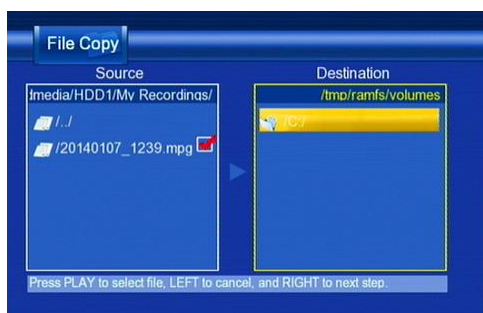 File Copy
Source
Destination
/media/HDD1/My Recordings/
/tmp/ramfs/volumes
/../
/C:/
/20140107_1239.mpg
Press PLAY to select file, LEFT to cancel, and RIGHT to next step.